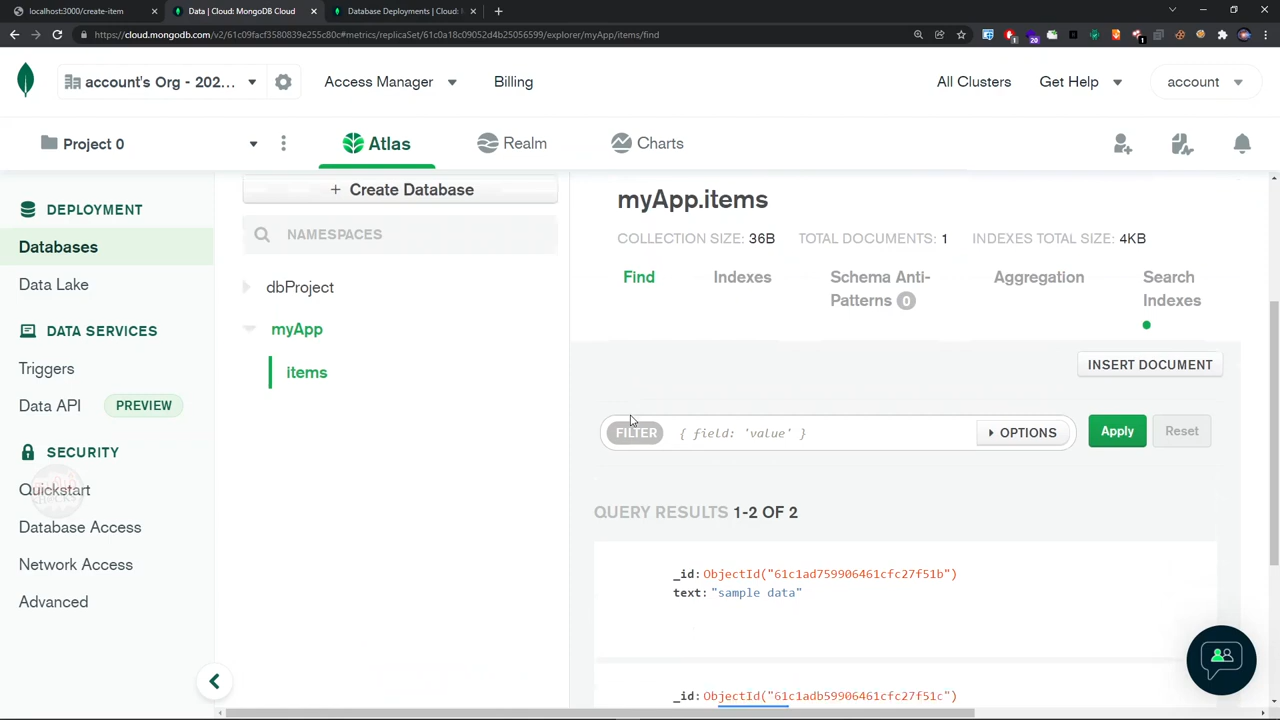 localhost:3000/create-item
Data | Cloud: MongoDB Cloud
Database Deployments | Cloud:
https://cloud.mongodb.com/v2/61c09facf3580839e255c80c#metrics/replicaSet/61c0a18c09052d4b25056599/explorer/myApp/items/find
account's Org - 202...
Access Manager
Billing
All Clusters
Get Help
account
Project 0
Atlas
Realm
Charts
DEPLOYMENT
Databases
Data Lake
DATA SERVICES
Triggers
Data API PREVIEW
SECURITY
Quickstart
Database Access
Network Access
Advanced
+ Create Database
NAMESPACES
dbProject
myApp
items
myApp.items
COLLECTION SIZE: 36B TOTAL DOCUMENTS: 1 INDEXES TOTAL SIZE: 4KB
Find
Indexes
Schema Anti-
Patterns 0
Aggregation
Search
Indexes
INSERT DOCUMENT
FILTER { field: 'value' }
OPTIONS
Apply
Reset
QUERY RESULTS 1-2 OF 2
_id: ObjectId("61c1ad759906461cfc27f51b")
text: "sample data"
_id: ObjectId("61c1adb59906461cfc27f51c")